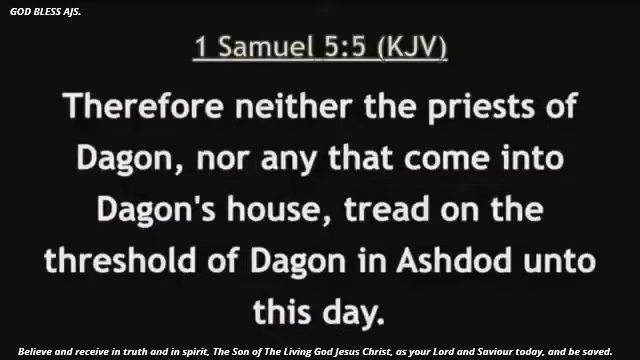 GOD BLESS AJS.
1 Samuel 5:5 (KJV)
Therefore neither the priests of
Dagon, nor any that come into
Dagon's house, tread on the
threshold of Dagon in Ashdod unto
this day.
Believe and receive in truth and in spirit, The Son of The Living God Jesus Christ, as your Lord and Saviour today, and be saved.